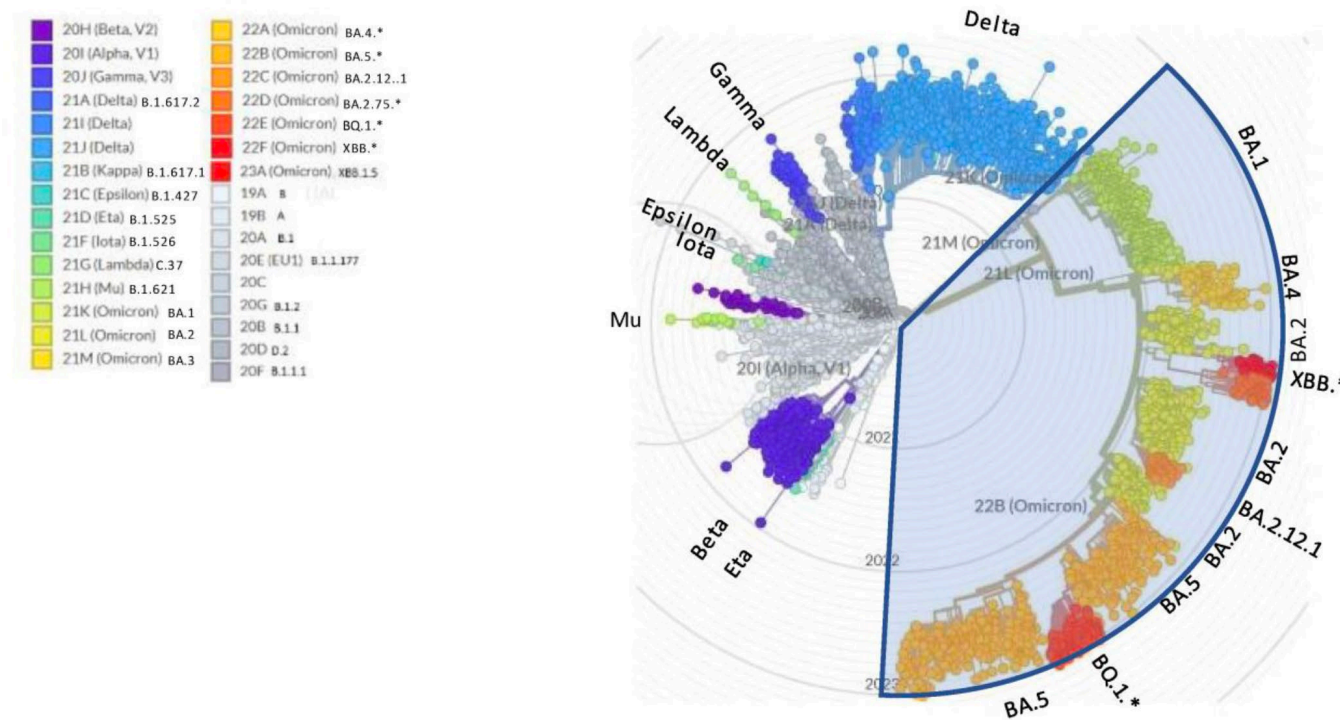 20H (Beta, V2)
20I (Alpha, V1)
20J (Gamma, V3)
21A (Delta) B.1.617.2
21I (Delta)
21J (Delta)
21B (Kappa) B.1.617.1
21C (Epsilon) B.1.427
21D (Eta) B.1.525
21F (Iota) B.1.526
21G (Lambda) C.37
21H (Mu) B.1.621
21K (Omicron) BA.1
21L (Omicron) BA.2
21M (Omicron) BA.3
22A (Omicron) BA.4.*
22B (Omicron) BA.5.*
22C (Omicron) BA.2.12..1
22D (Omicron) BA.2.75.*
22E (Omicron) BQ.1.*
22F (Omicron) XBB.*
23A (Omicron) XBB.1.5
19A B
19B A
20A B.1
20E (EU1) B.1.1.177
20C
20G B.1.2
20B B.1.1
20D D.2
20F B.1.1.1
Delta
Gamma
Lambda
Epsilon
Iota
Mu
Beta
Eta
21J (Delta)
21A (Delta)
21M (Omicron)
21L (Omicron)
20I (Alpha, V1)
22B (Omicron)
202
2022
2023
BA.1
BA.4
BA.2
XBB.*
BA.2
BA.2.12.1
BA.2
BA.5
BQ.1.*
BA.5